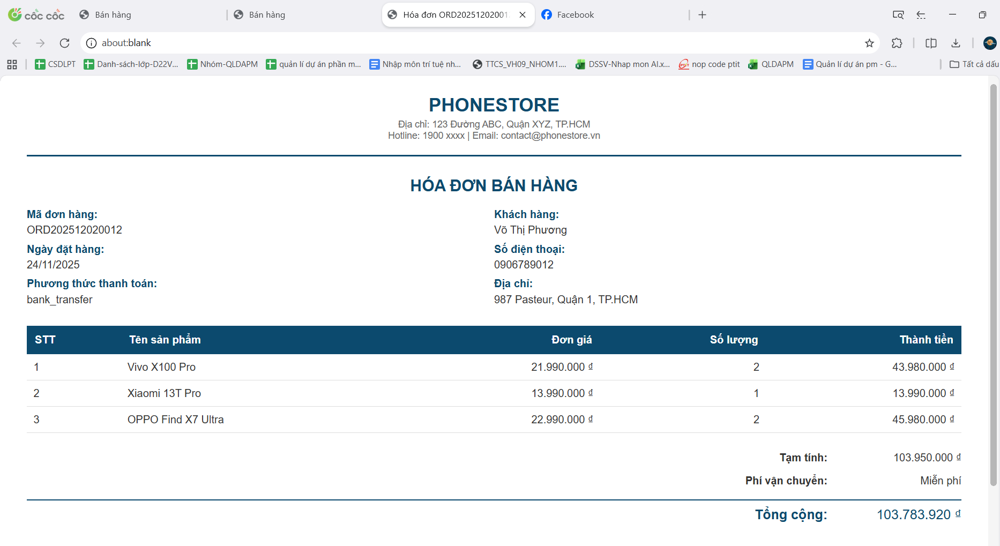 cốc cốc
Bán hàng
Bán hàng
Hóa đơn ORD202512020012
Facebook
about:blank
CSDLPT
Danh-sách-lớp-D22V...
Nhóm-QLDAPM
quản lí dự án phần m...
Nhập môn trí tuệ nh...
TTCS_VH09_NHOM1....
DSSV-Nhap mon AI.x...
nop code ptit
QLDAPM
Quản lí dự án pm - G...
Tất cả dấu
PHONESTORE
Địa chỉ: 123 Đường ABC, Quận XYZ, TP.HCM
Hotline: 1900 xxxx | Email: contact@phonestore.vn
HÓA ĐƠN BÁN HÀNG
Mã đơn hàng:
ORD202512020012
Ngày đặt hàng:
24/11/2025
Phương thức thanh toán:
bank_transfer
Khách hàng:
Võ Thị Phương
Số điện thoại:
0906789012
Địa chỉ:
987 Pasteur, Quận 1, TP.HCM
STT Tên sản phẩm Đơn giá Số lượng Thành tiền
1 Vivo X100 Pro 21.990.000 ₫ 2 43.980.000 ₫
2 Xiaomi 13T Pro 13.990.000 ₫ 1 13.990.000 ₫
3 OPPO Find X7 Ultra 22.990.000 ₫ 2 45.980.000 ₫
Tạm tính: 103.950.000 ₫
Phí vận chuyển: Miễn phí
Tổng cộng: 103.783.920 ₫